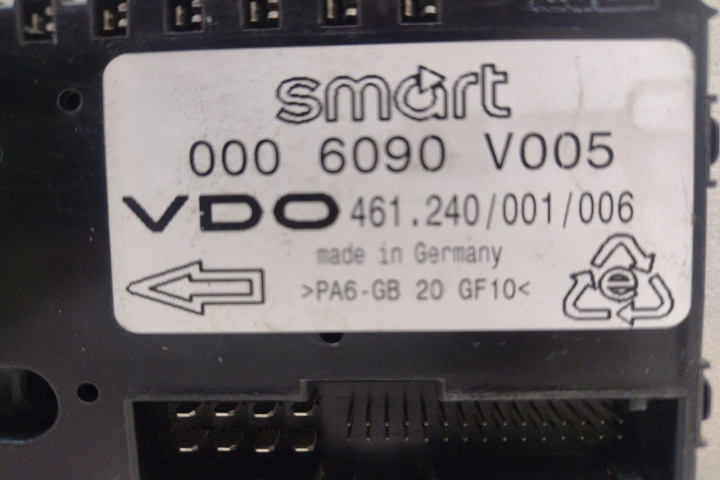 smart
000 6090 V005
VDO 461.240/001/006
made in Germany
>PA6-GB 20 GF10<